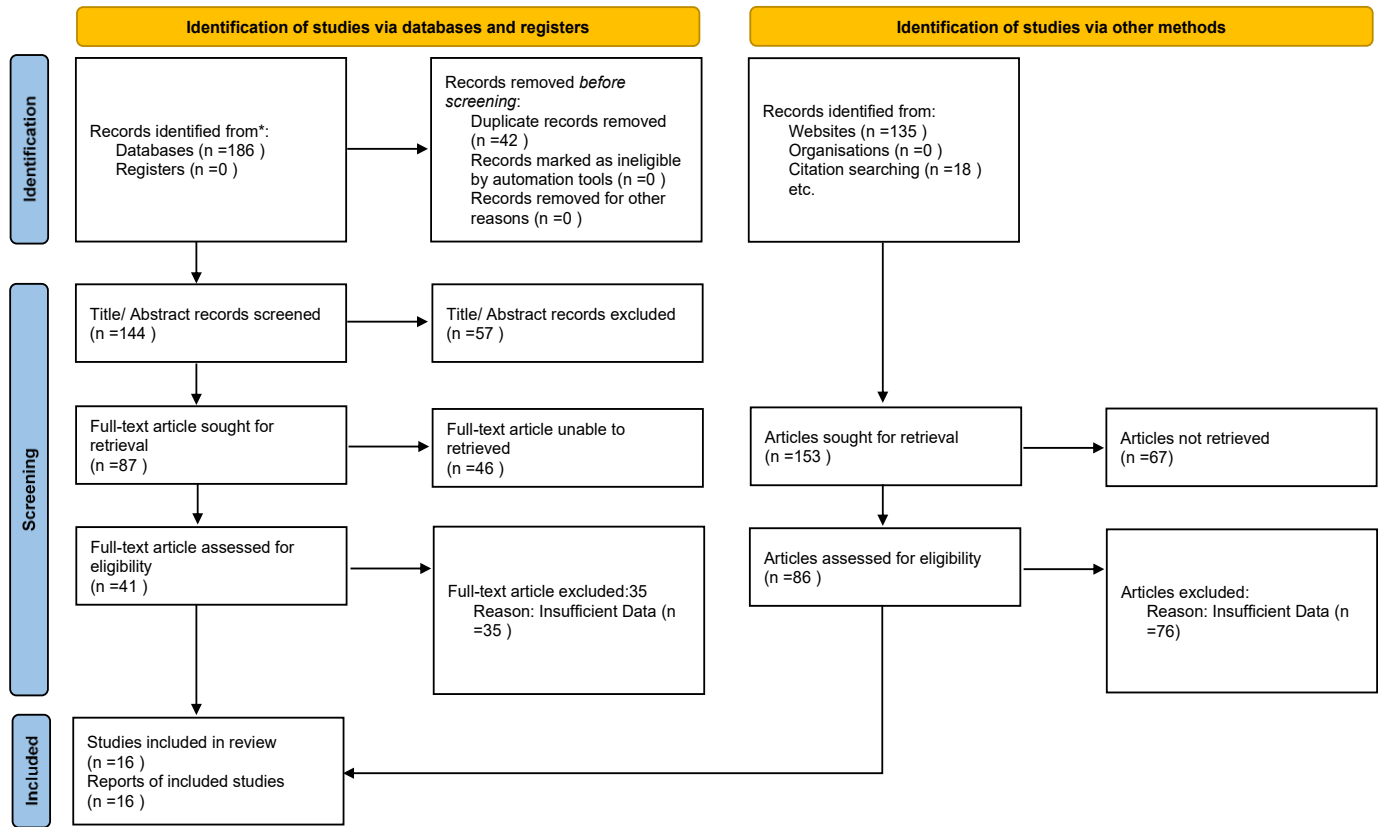 Identification of studies via databases and registers
Identification of studies via other methods
Identification
Records identified from*:
Databases (n =186 )
Registers (n =0 )
Records removed before
screening:
Duplicate records removed
(n =42 )
Records marked as ineligible
by automation tools (n =0 )
Records removed for other
reasons (n =0 )
Records identified from:
Websites (n =135 )
Organisations (n =0 )
Citation searching (n =18 )
etc.
Screening
Title/ Abstract records screened
(n =144 )
Title/ Abstract records excluded
(n =57 )
Full-text article sought for
retrieval
(n =87 )
Full-text article unable to
retrieved
(n =46 )
Articles sought for retrieval
(n =153 )
Articles not retrieved
(n =67)
Full-text article assessed for
eligibility
(n =41 )
Full-text article excluded:35
Reason: Insufficient Data (n
=35 )
Articles assessed for eligibility
(n =86 )
Articles excluded:
Reason: Insufficient Data (n
=76)
Included
Studies included in review
(n =16 )
Reports of included studies
(n =16 )